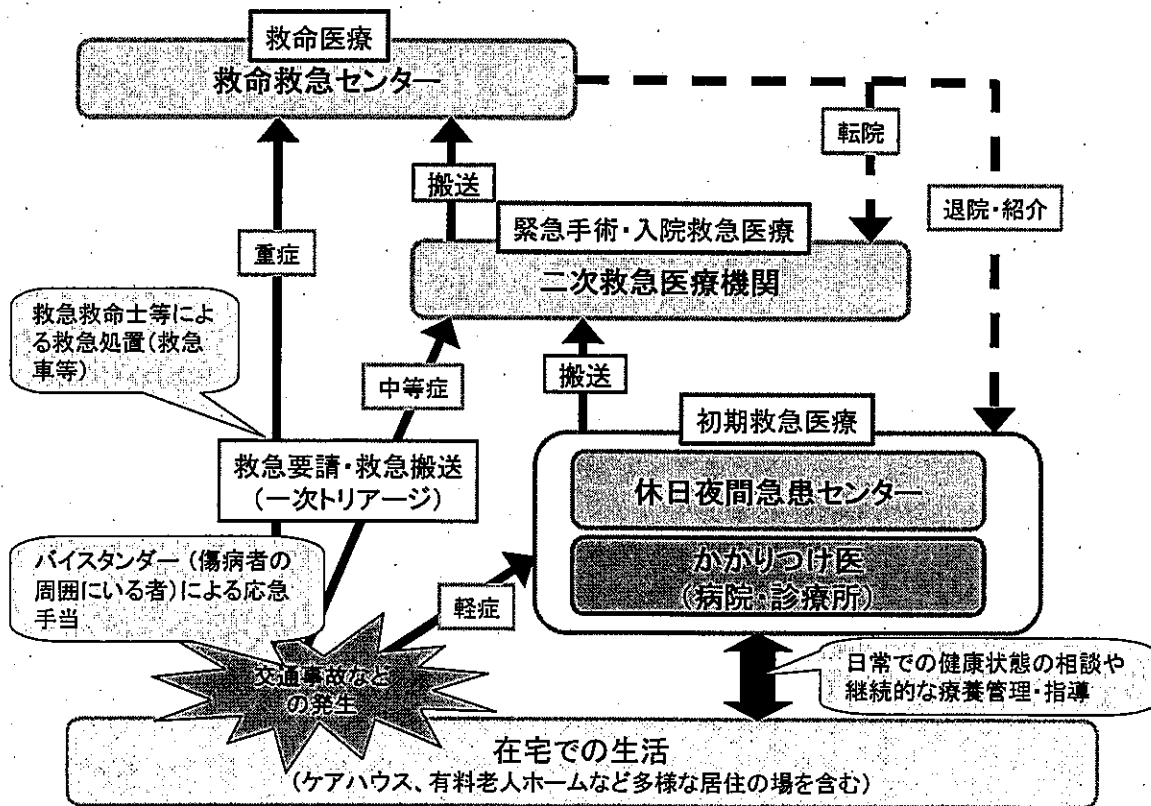 救命医療
救命救急センター
転院
搬送
退院・紹介
緊急手術・入院救急医療
二次救急医療機関
重症
救急救命士等によ
る救急処置(救急
車等)
中等症
搬送
初期救急医療
救急要請・救急搬送
(一次トリアージ)
休日夜間急患センター
バイスタンダー(傷病者の
周囲にいる者)による応急
手当
かかりつけ医
(病院・診療所)
軽症
交通事故など
の発生
日常での健康状態の相談や
継続的な療養管理・指導
在宅での生活
(ケアハウス、有料老人ホームなど多様な居住の場を含む)